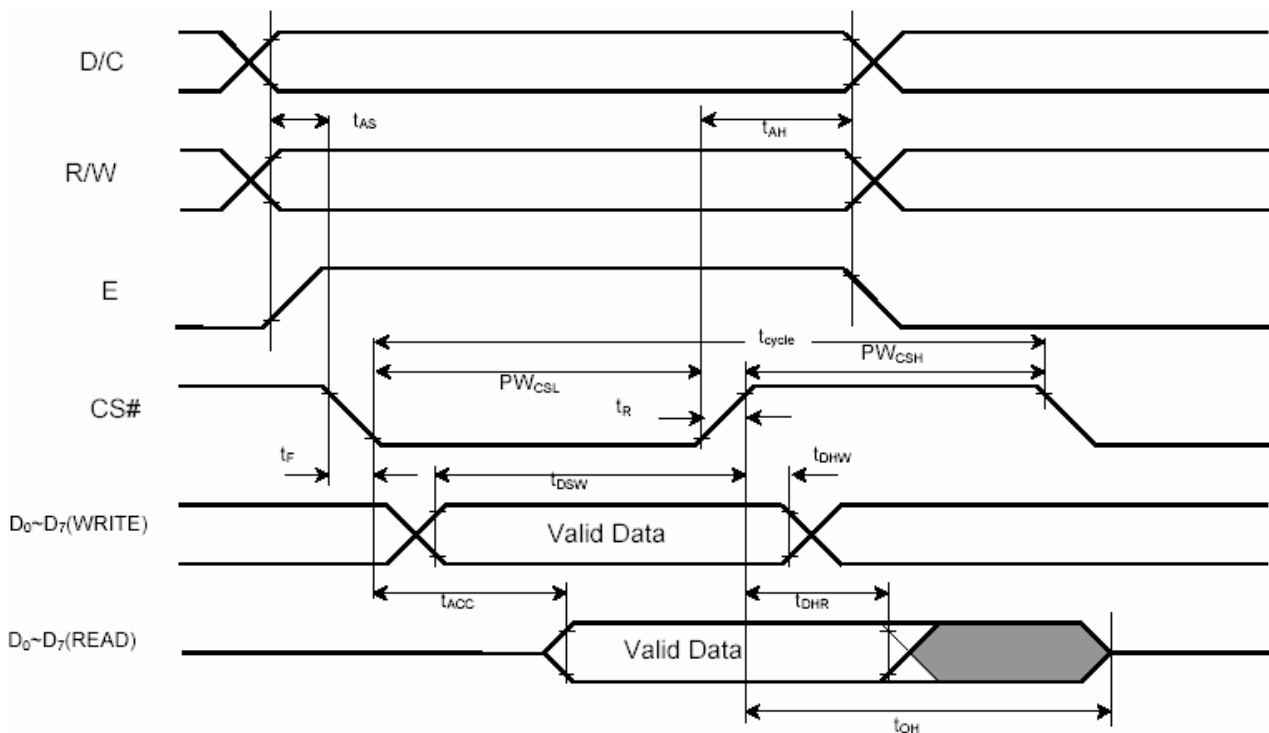 D/C
tAS
tAH
R/W
E
tcycle
PWCSH
PWCSL
CS#
tR
tF
tDSW
tDHW
D0~D7(WRITE)
Valid Data
tACC
tDHR
D0~D7(READ)
Valid Data
tOH